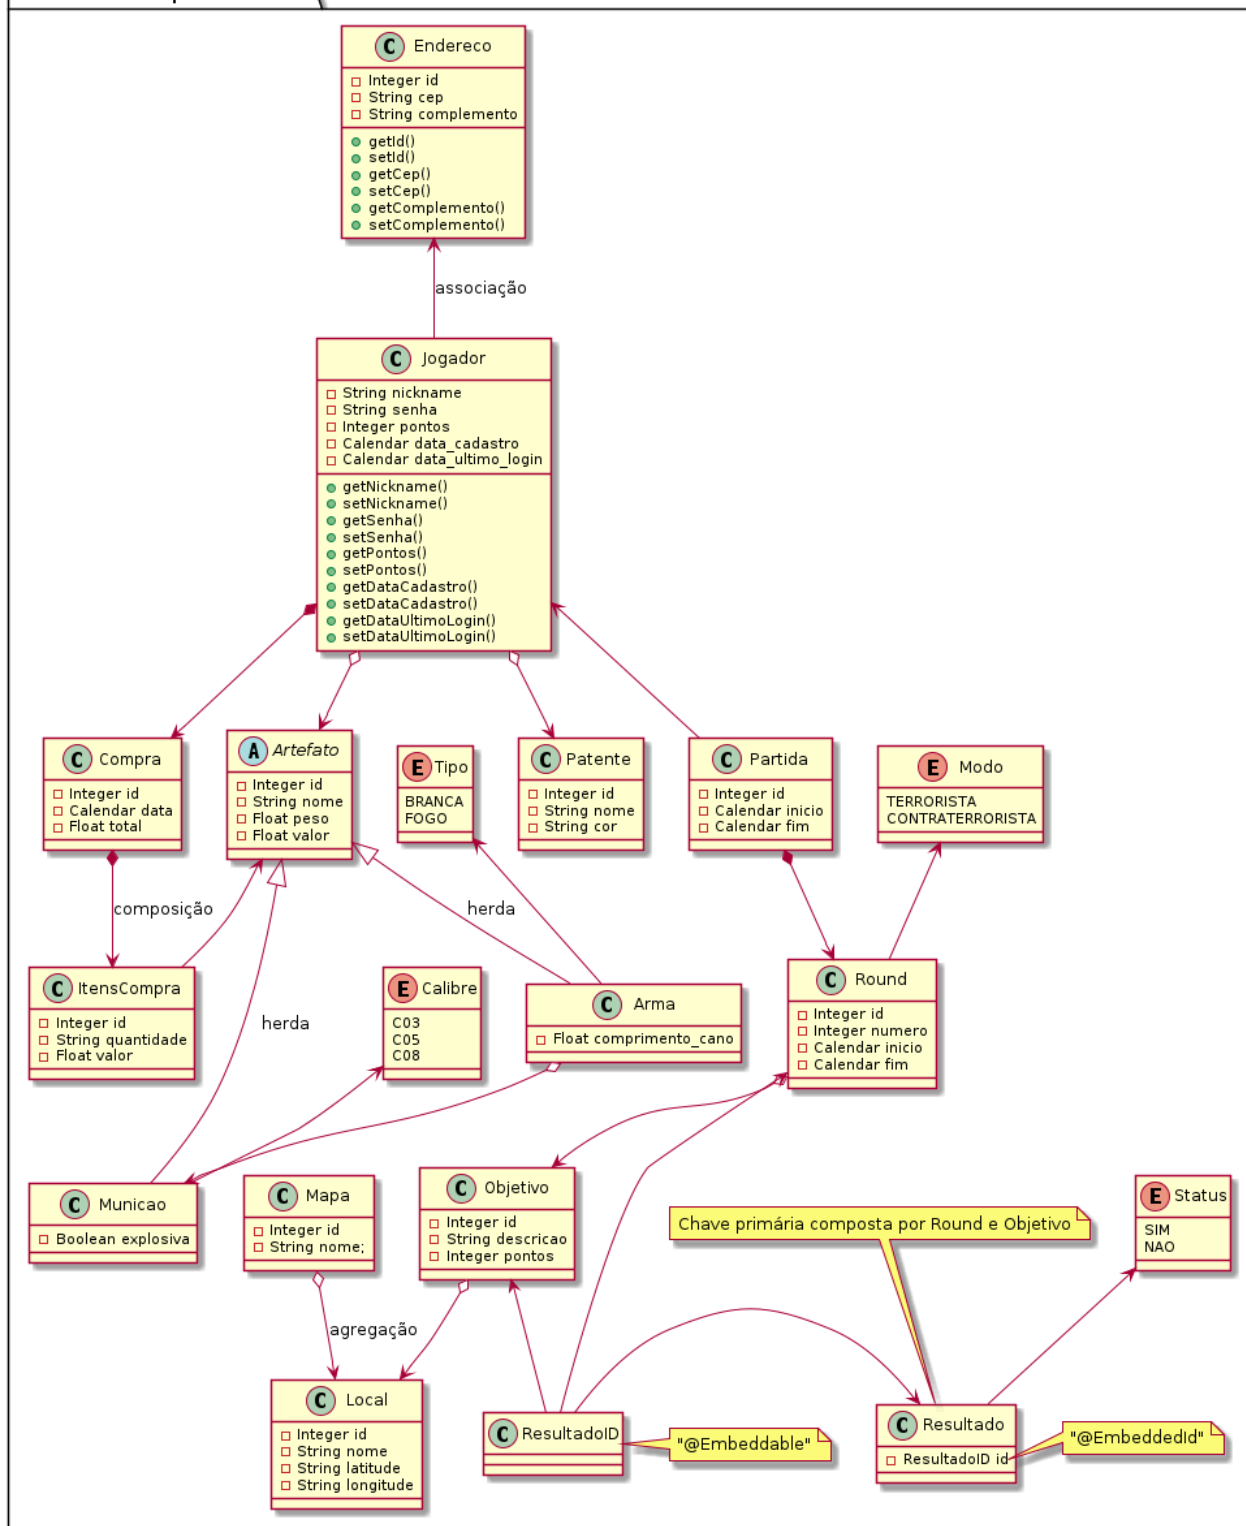 C Endereco
Integer id
String cep
String complemento
getId()
setId()
getCep()
setCep()
getComplemento()
setComplemento()
associação
C Jogador
String nickname
String senha
Integer pontos
Calendar data_cadastro
Calendar data_ultimo_login
getNickname()
setNickname()
getSenha()
setSenha()
getPontos()
setPontos()
getDataCadastro()
setDataCadastro()
getDataUltimoLogin()
setDataUltimoLogin()
C Compra
Integer id
Calendar data
Float total
A Artefato
Integer id
String nome
Float peso
Float valor
E Tipo
BRANCA
FOGO
C Patente
Integer id
String nome
String cor
C Partida
Integer id
Calendar inicio
Calendar fim
E Modo
TERRORISTA
CONTRATERRORISTA
composição
herda
C ItensCompra
Integer id
String quantidade
Float valor
herda
E Calibre
C03
C05
C08
C Arma
Float comprimento_cano
C Round
Integer id
Integer numero
Calendar inicio
Calendar fim
C Municao
Boolean explosiva
C Mapa
Integer id
String nome;
C Objetivo
Integer id
String descricao
Integer pontos
Chave primária composta por Round e Objetivo
E Status
SIM
NAO
agregação
C Local
Integer id
String nome
String latitude
String longitude
C ResultadoID
"@Embeddable"
C Resultado
ResultadoID id
"@EmbeddedId"